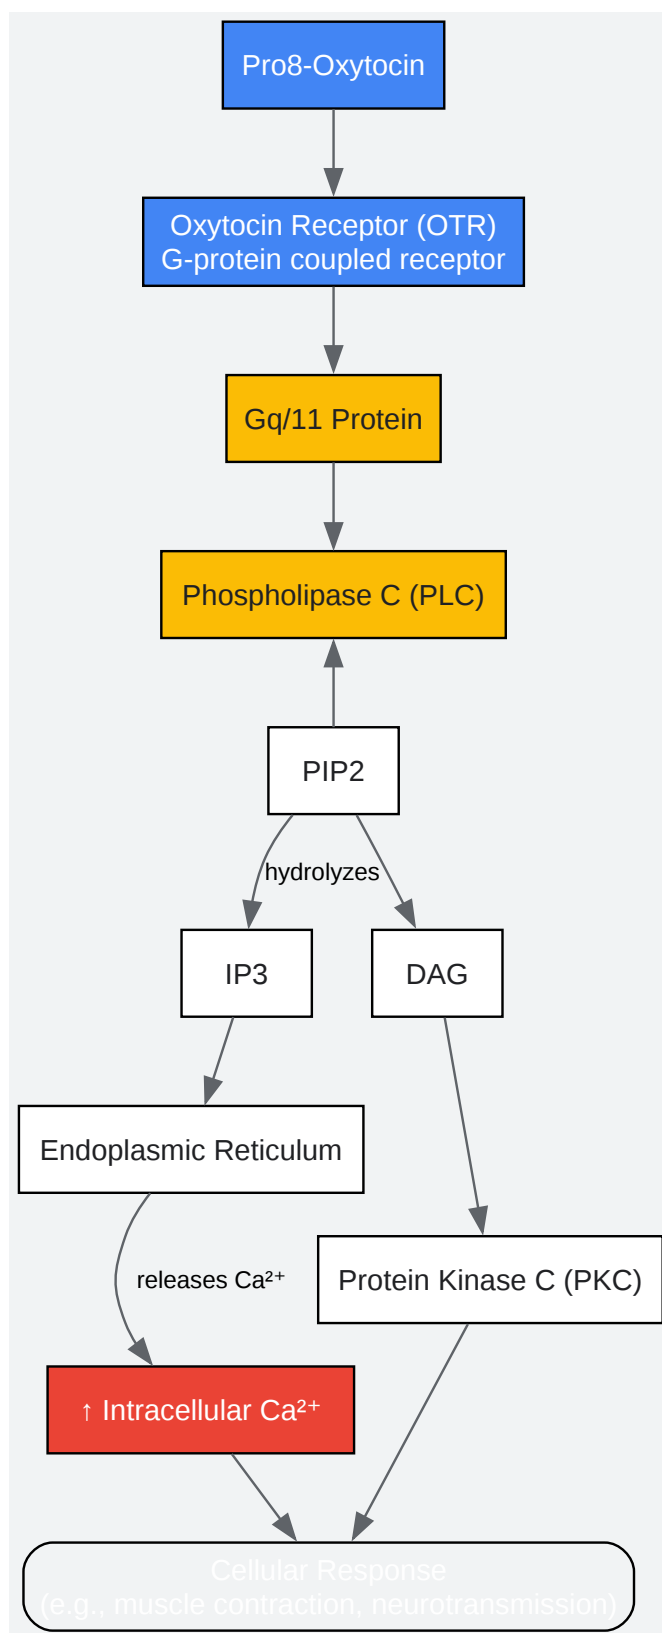 Pro8-Oxytocin
Oxytocin Receptor (OTR)
G-protein coupled receptor
Gq/11 Protein
Phospholipase C (PLC)
PIP2
hydrolyzes
IP3
DAG
Endoplasmic Reticulum
releases Ca²⁺
Protein Kinase C (PKC)
↑ Intracellular Ca²⁺
Cellular Response
(e.g., muscle contraction, neurotransmission)